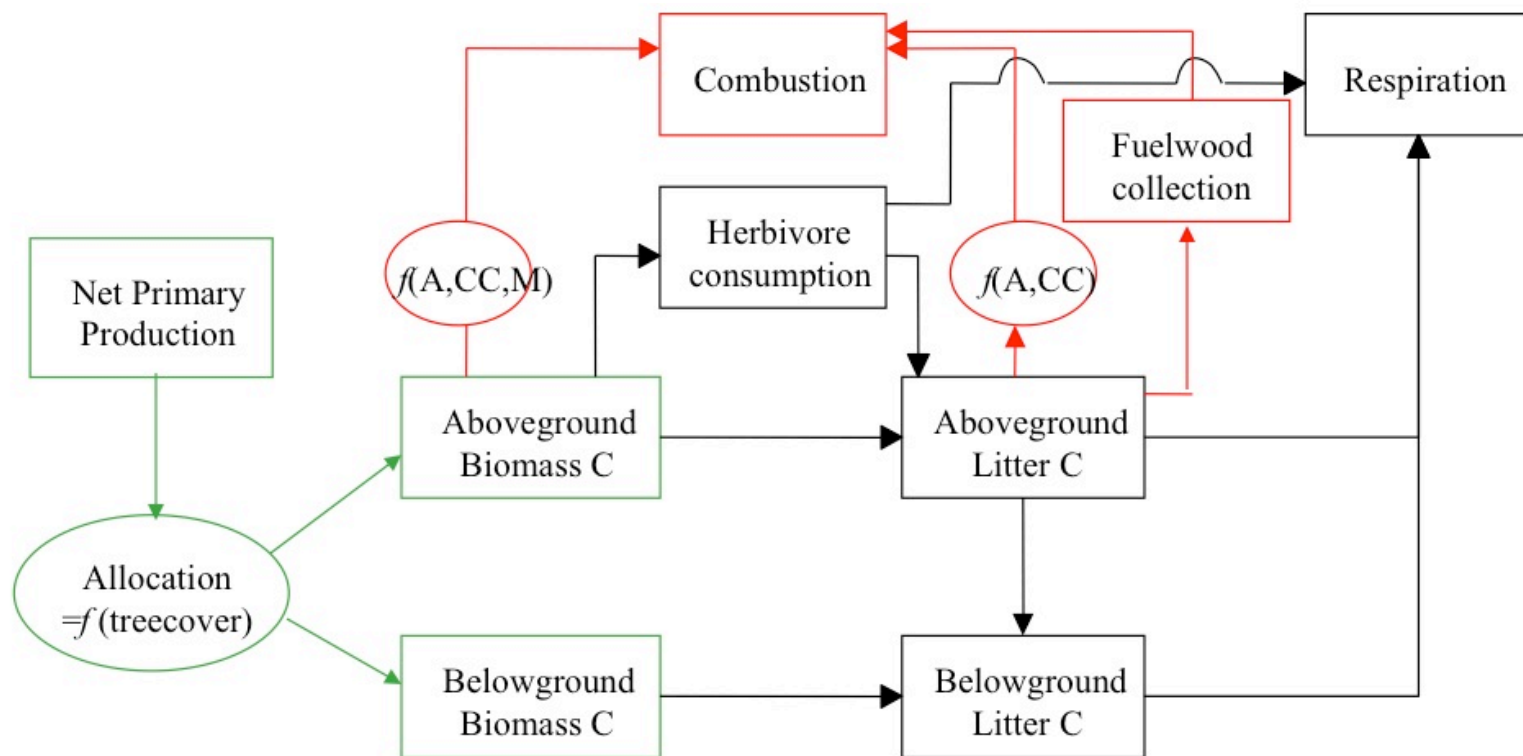 Combustion
Respiration
Fuelwood
collection
Herbivore
consumption
f(A,CC,M)
f(A,CC)
Net Primary
Production
Aboveground
Biomass C
Aboveground
Litter C
Allocation
=f (treecover)
Belowground
Biomass C
Belowground
Litter C